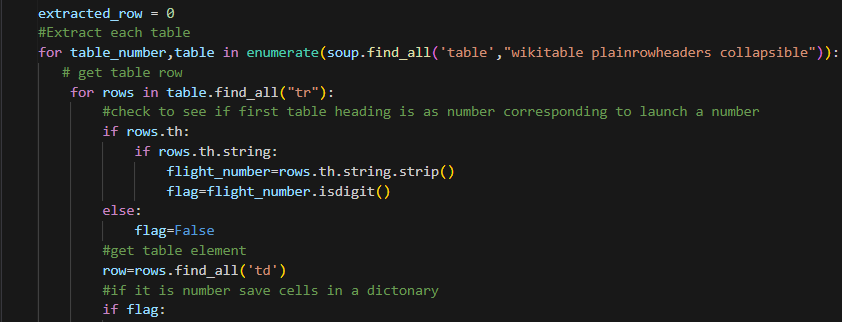 extracted_row = 0
#Extract each table
for table_number,table in enumerate(soup.find_all('table',"wikitable plainrowheaders collapsible")):
   # get table row
    for rows in table.find_all("tr"):
        #check to see if first table heading is as number corresponding to launch a number
        if rows.th:
            if rows.th.string:
                flight_number=rows.th.string.strip()
                flag=flight_number.isdigit()
        else:
            flag=False
        #get table element
        row=rows.find_all('td')
        #if it is number save cells in a dictonary
        if flag: